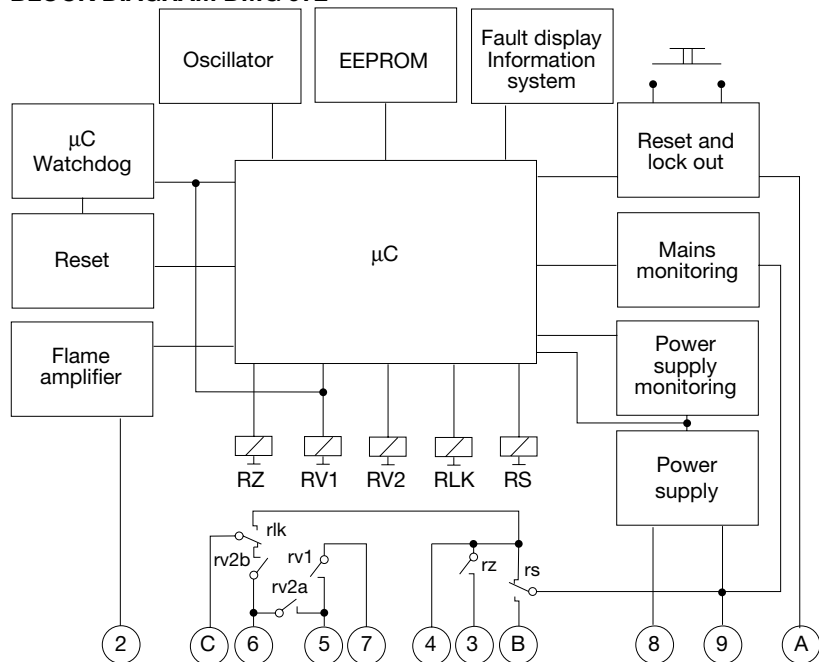 BLOCK DIAGRAM DMG
Oscillator
EEPROM
Fault display
Information
system
μC
Watchdog
Reset and
lock out
Reset
μC
Mains
monitoring
Flame
amplifier
Power
supply
monitoring
RZ
RV1
RV2
RLK
RS
Power
supply
rlk
rv2b
rv1
rv2a
rz
rs
2
C
6
5
7
4
3
B
8
9
A